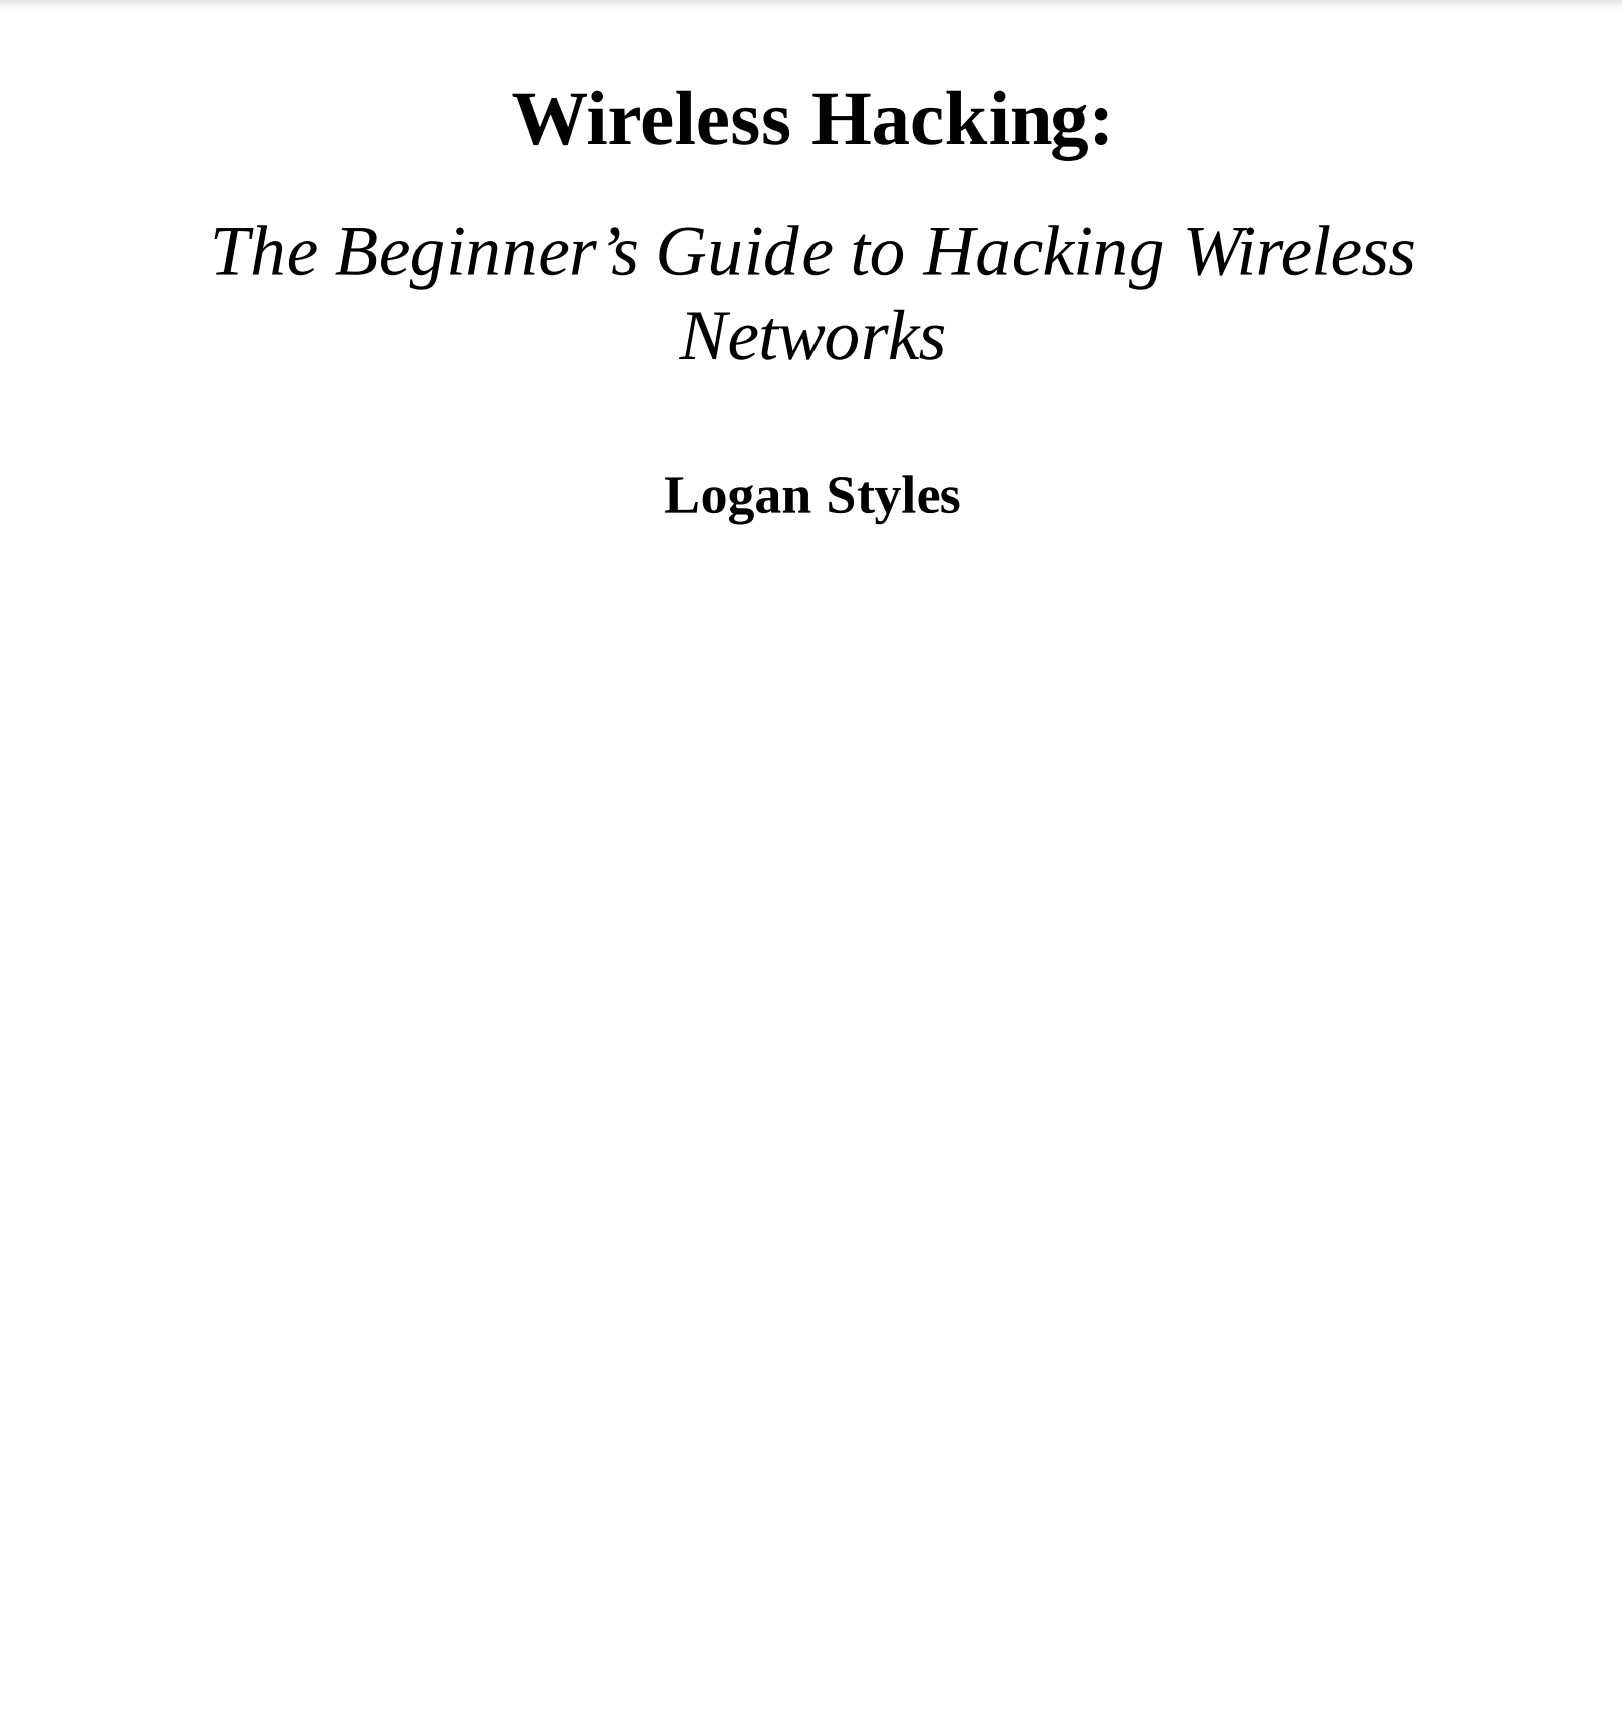 Wireless Hacking:
The Beginner’s Guide to Hacking Wireless
Networks
Logan Styles